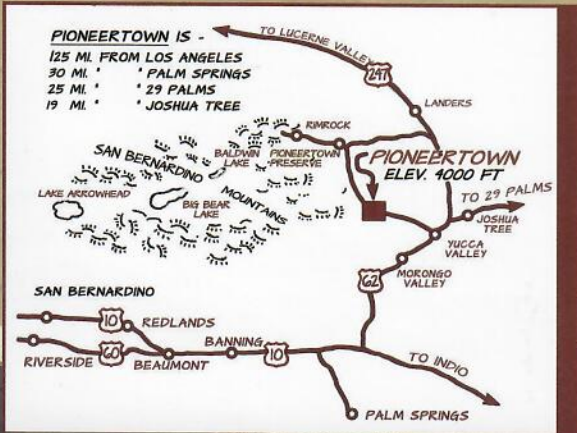 PIONEERTOWN IS -
125 MI. FROM LOS ANGELES
30 MI. " " PALM SPRINGS
25 MI. " " 29 PALMS
19 MI. " " JOSHUA TREE
TO LUCERNE VALLEY
247
LANDERS
RIMROCK
PIONEERTOWN
PRESERVE
BALDWIN
LAKE
SAN BERNARDINO
MOUNTAINS
PIONEERTOWN
ELEV. 4000 FT
LAKE ARROWHEAD
BIG BEAR
LAKE
TO 29 PALMS
JOSHUA
TREE
YUCCA
VALLEY
MORONGO
VALLEY
62
SAN BERNARDINO
10
REDLANDS
RIVERSIDE
60
BEAUMONT
BANNING
10
TO INDIO
PALM SPRINGS